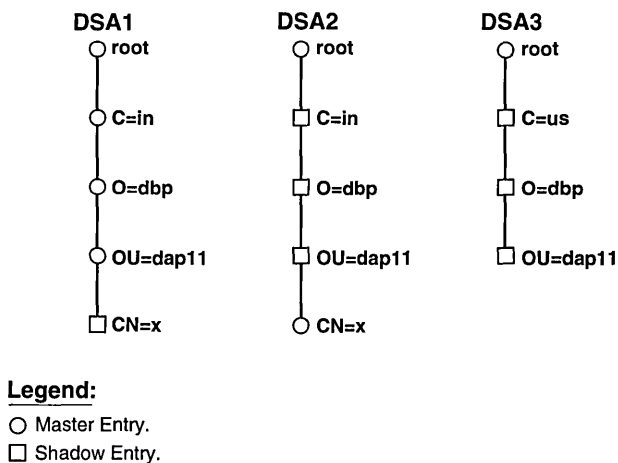 DSA1 DSA2 DSA3
root root root
C=in C=in C=us
O=dbp O=dbp O=dbp
OU=dap11 OU=dap11 OU=dap11
CN=x CN=x
Legend:
Master Entry.
Shadow Entry.